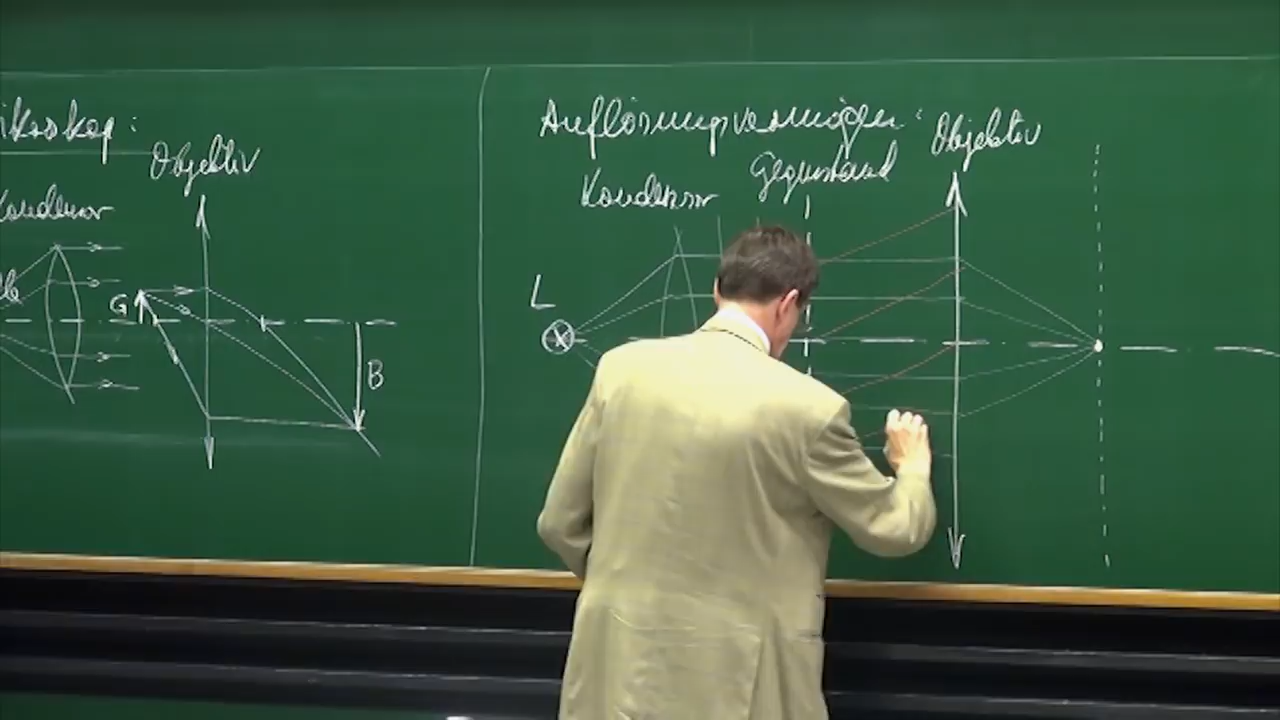 ikroskop:
Objektiv
Kondensor
G
B
Auflösungsvermögen:
Objektiv
Gegenstand
Kondensor
L